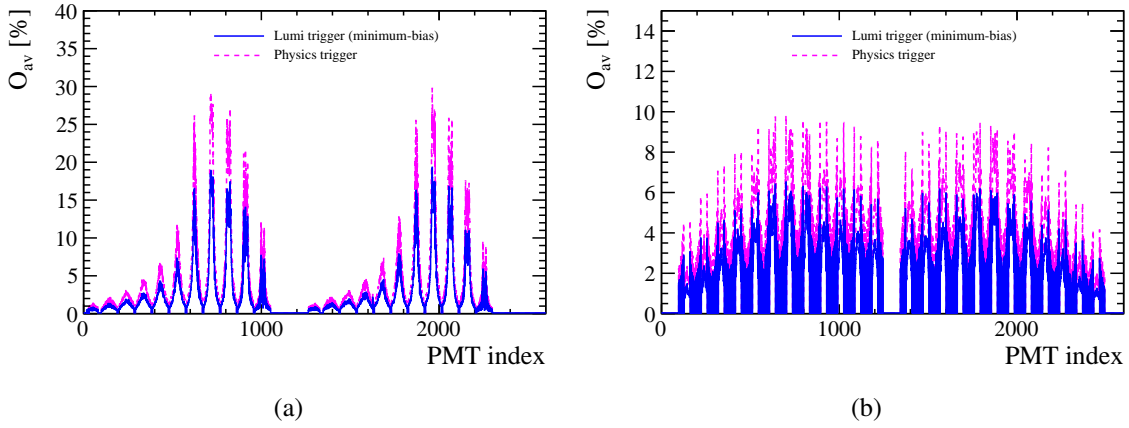 O_av [%]
40
35
30
25
20
15
10
5
0
Lumi trigger (minimum-bias)
Physics trigger
0 1000 2000
PMT index
(a)
O_av [%]
14
12
10
8
6
4
2
0
Lumi trigger (minimum-bias)
Physics trigger
0 1000 2000
PMT index
(b)